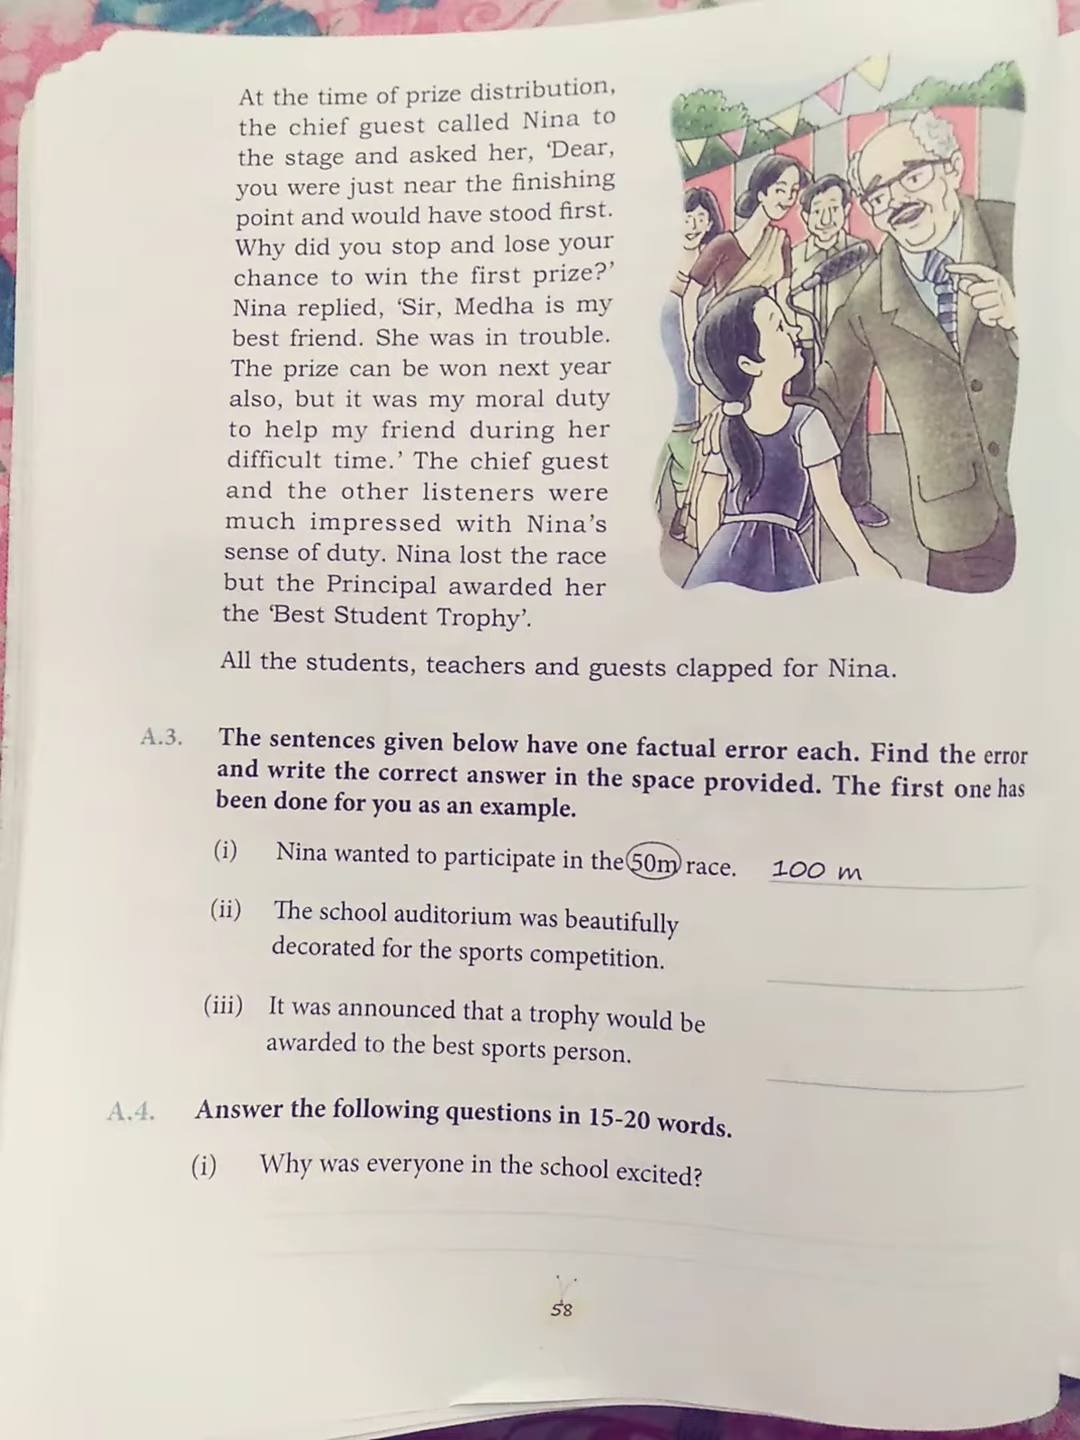 At the time of prize distribution,
the chief guest called Nina to
the stage and asked her, ‘Dear,
you were just near the finishing
point and would have stood first.
Why did you stop and lose your
chance to win the first prize?’
Nina replied, ‘Sir, Medha is my
best friend. She was in trouble.
The prize can be won next year
also, but it was my moral duty
to help my friend during her
difficult time.’ The chief guest
and the other listeners were
much impressed with Nina’s
sense of duty. Nina lost the race
but the Principal awarded her
the ‘Best Student Trophy’.
All the students, teachers and guests clapped for Nina.
A.3. The sentences given below have one factual error each. Find the error
and write the correct answer in the space provided. The first one has
been done for you as an example.
(i) Nina wanted to participate in the 50m race. 100 m
(ii) The school auditorium was beautifully
decorated for the sports competition.
(iii) It was announced that a trophy would be
awarded to the best sports person.
A.4. Answer the following questions in 15-20 words.
(i) Why was everyone in the school excited?
58